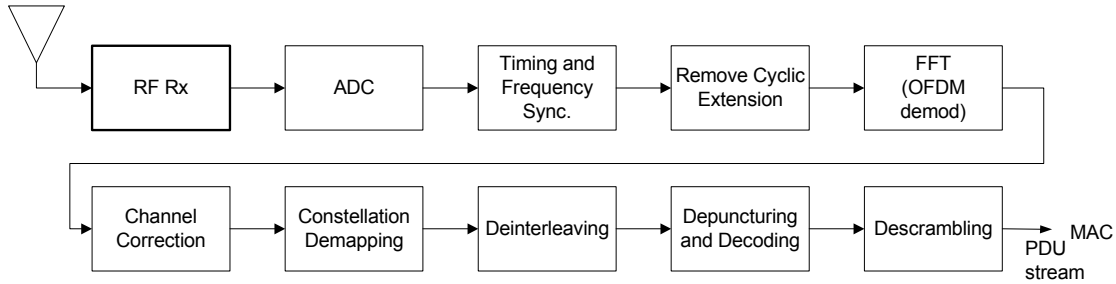 RF Rx
ADC
Timing and
Frequency
Sync.
Remove Cyclic
Extension
FFT
(OFDM
demod)
Channel
Correction
Constellation
Demapping
Deinterleaving
Depuncturing
and Decoding
Descrambling
MAC
PDU
stream